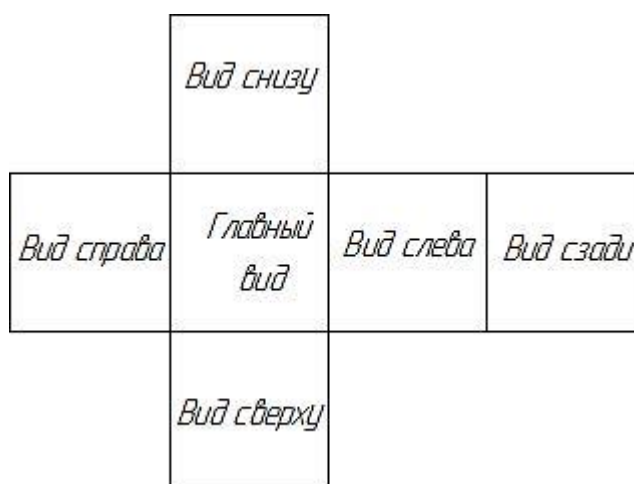 Вид снизу
Вид справа
Главный
вид
Вид слева
Вид сзади
Вид сверху